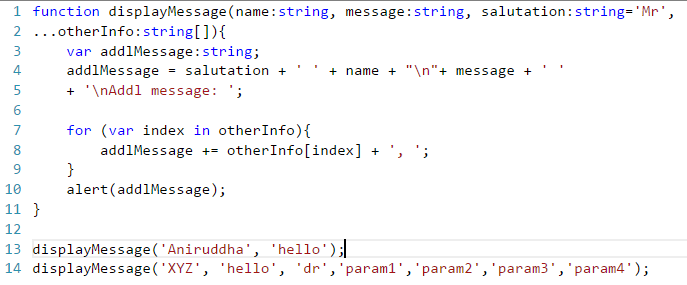 1 function displayMessage(name:string, message:string, salutation:string='Mr',
2 ...otherInfo:string[]){
3     var addlMessage:string;
4     addlMessage = salutation + ' ' + name + "\n"+ message + ' '
5     + '\nAddl message: ';
6
7     for (var index in otherInfo){
8         addlMessage += otherInfo[index] + ', ';
9     }
10     alert(addlMessage);
11 }
12
13 displayMessage('Aniruddha', 'hello');
14 displayMessage('XYZ', 'hello', 'dr','param1','param2','param3','param4');